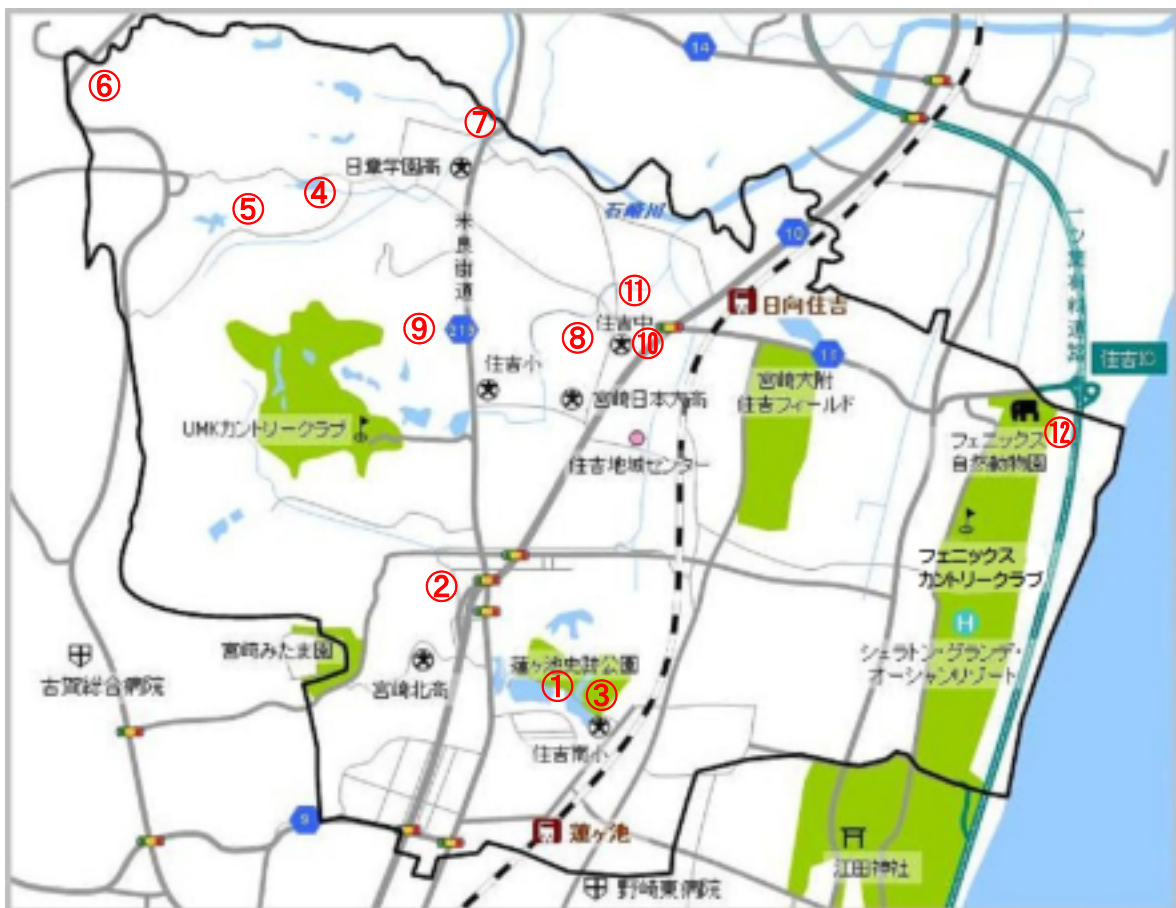 14
⑥
⑦
日章学園高
④
⑤
石崎川
10
一ッ葉有料道路
米良街道
⑪
日向住吉
⑨
219
⑧
住吉中
⑩
11
住吉IC
住吉小
宮崎大附
住吉フィールド
宮崎日本大高
UMKカントリークラブ
⑫
フェニックス
自然動物園
住吉地域センター
フェニックス
カントリークラブ
②
H
宮崎みたま園
蓮ヶ池史跡公園
シェラトン・グランデ・
オーシャンリゾート
古賀総合病院
宮崎北高
①
③
住吉南小
9
蓮ヶ池
江田神社
野崎東病院